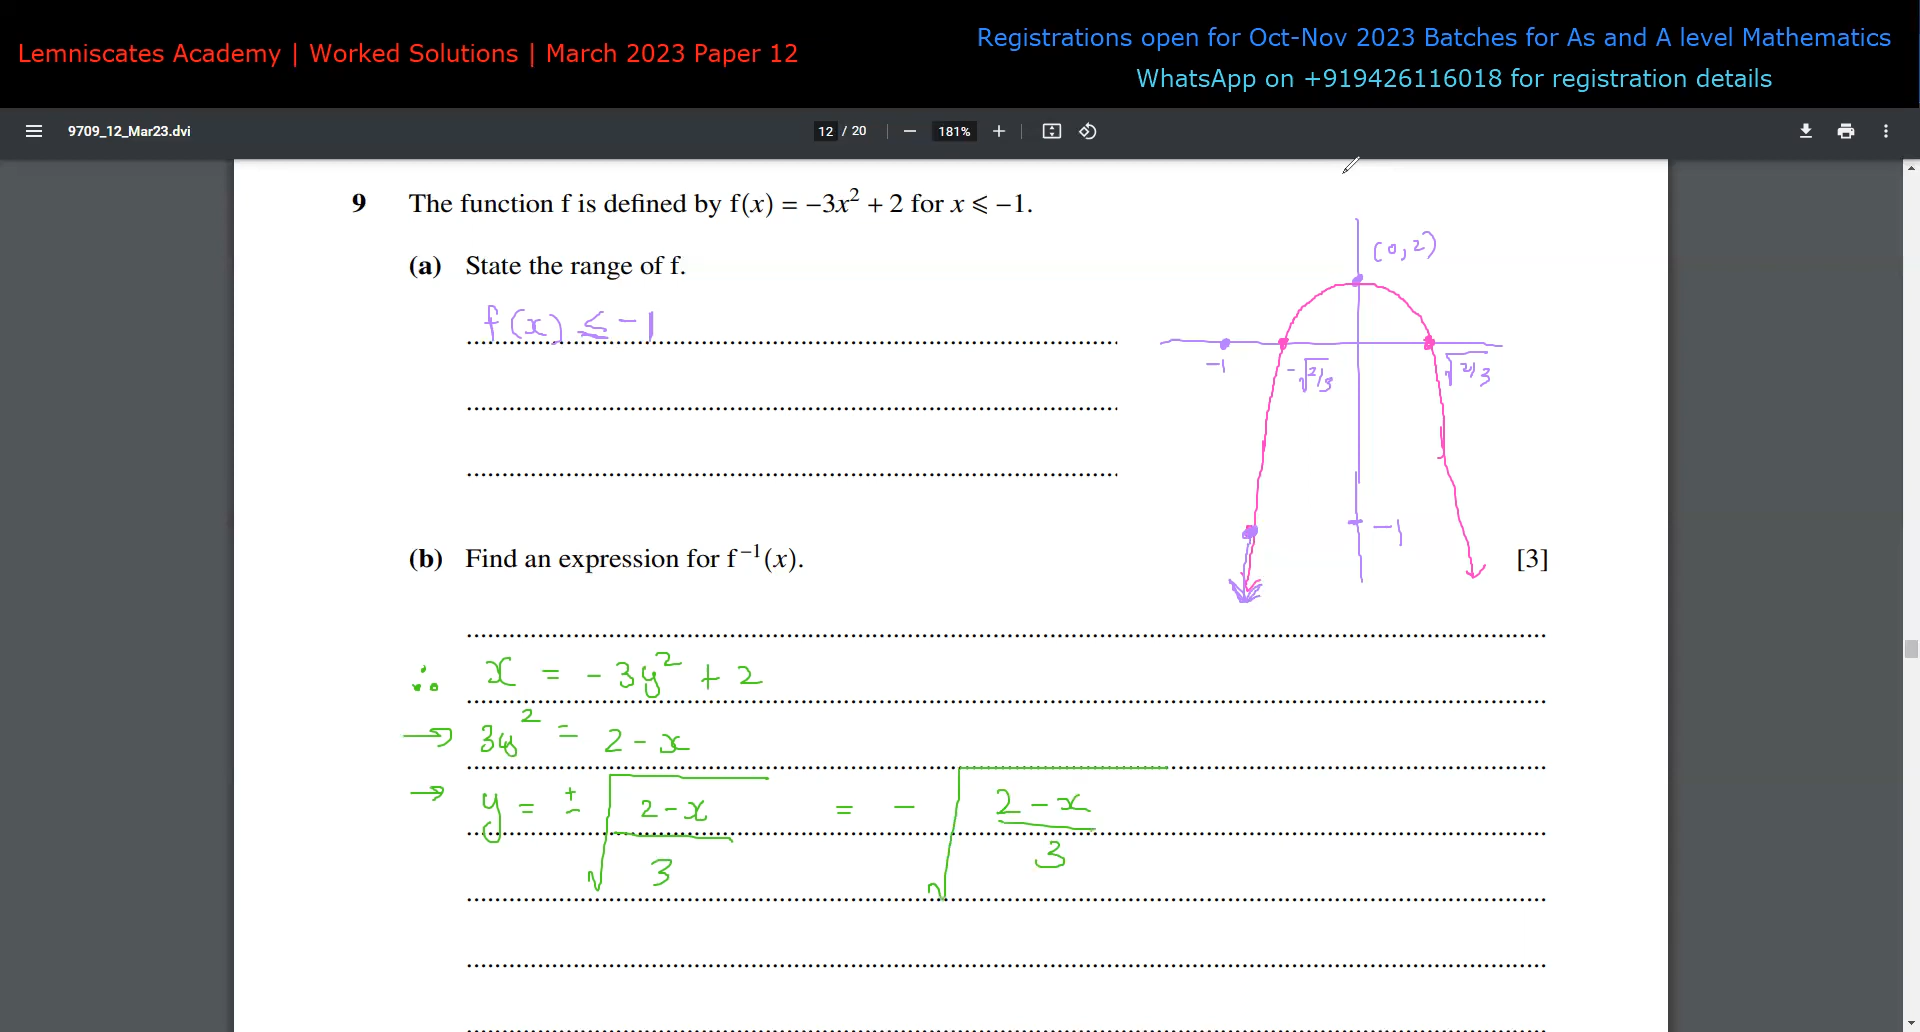 Lemniscates Academy | Worked Solutions | March 2023 Paper 12
Registrations open for Oct-Nov 2023 Batches for As and A level Mathematics
WhatsApp on +919426116018 for registration details
9709_12_Mar23.dvi
12 / 20
181%
9 The function f is defined by f(x) = −3x² + 2 for x ⩽ −1.
(a) State the range of f.
f(x) ≤ -1
(0, 2)
-1
-√2/3
√2/3
-1
(b) Find an expression for f⁻¹(x). [3]
∴ x = -3y² + 2
→ 3y² = 2 - x
→ y = ± √(2 - x)/3 = - √(2 - x)/3